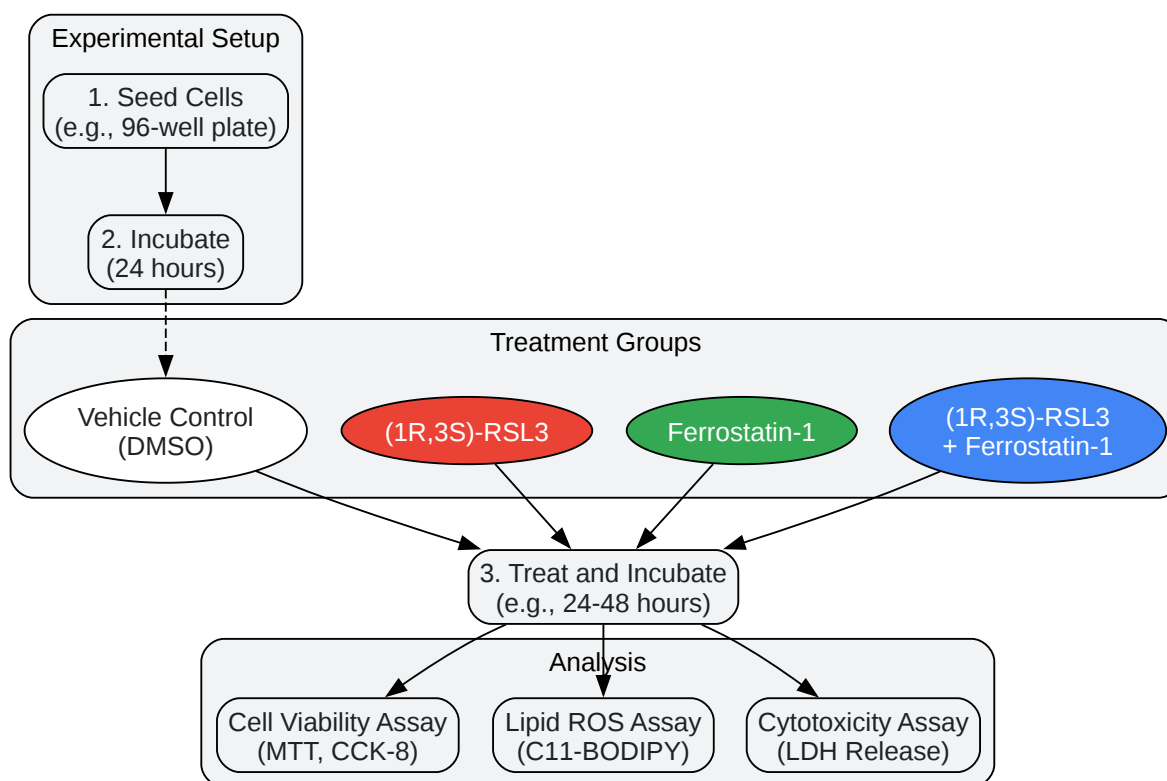 Experimental Setup
1. Seed Cells
(e.g., 96-well plate)
2. Incubate
(24 hours)
Treatment Groups
Vehicle Control
(DMSO)
(1R,3S)-RSL3
Ferrostatin-1
(1R,3S)-RSL3
+ Ferrostatin-1
3. Treat and Incubate
(e.g., 24-48 hours)
Analysis
Cell Viability Assay
(MTT, CCK-8)
Lipid ROS Assay
(C11-BODIPY)
Cytotoxicity Assay
(LDH Release)